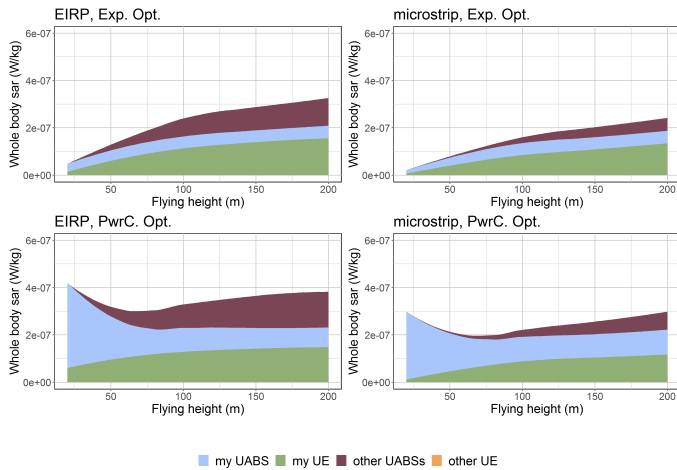 EIRP, Exp. Opt.
Whole body sar (W/kg)
6e-07
4e-07
2e-07
0e+00
50 100 150 200
Flying height (m)
microstrip, Exp. Opt.
Whole body sar (W/kg)
6e-07
4e-07
2e-07
0e+00
50 100 150 200
Flying height (m)
EIRP, PwrC. Opt.
Whole body sar (W/kg)
6e-07
4e-07
2e-07
0e+00
50 100 150 200
Flying height (m)
microstrip, PwrC. Opt.
Whole body sar (W/kg)
6e-07
4e-07
2e-07
0e+00
50 100 150 200
Flying height (m)
my UABS my UE other UABSs other UE